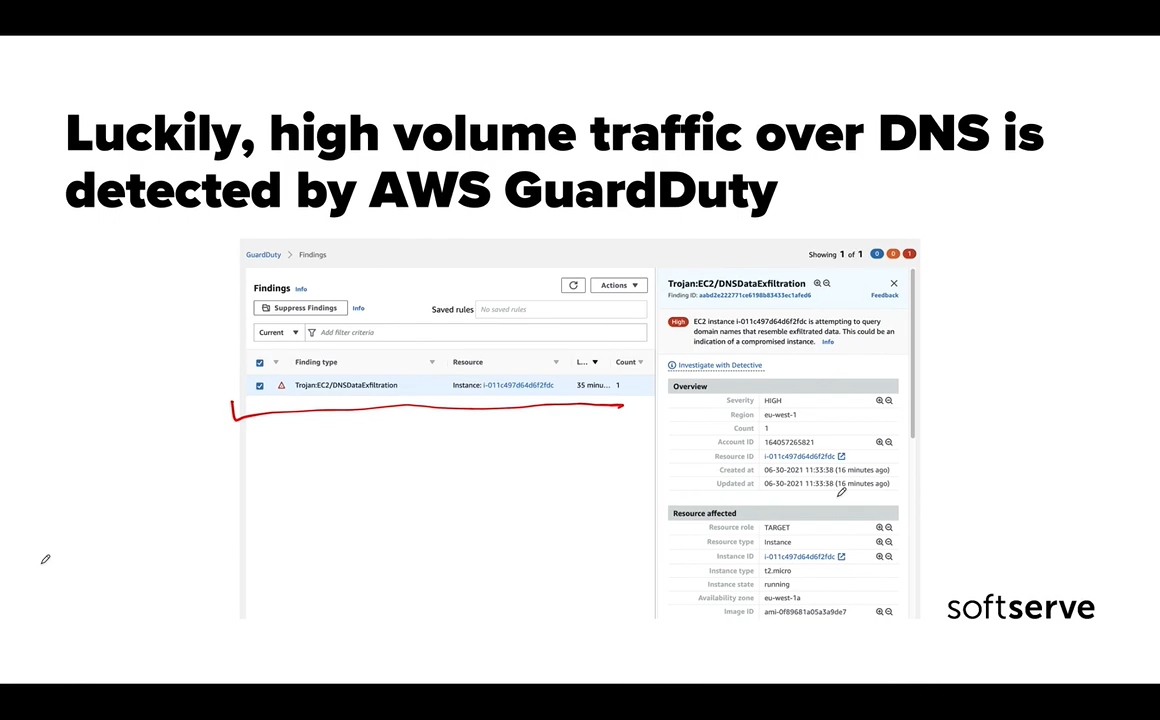 Luckily, high volume traffic over DNS is
detected by AWS GuardDuty
GuardDuty > Findings
Showing 1 of 1 0 0 1
Findings Info
Actions
Suppress Findings Info
Saved rules No saved rules
Current Add filter criteria
Finding type Resource L... Count
Trojan:EC2/DNSDataExfiltration Instance: i-011c497d64d6f2fdc 35 minu... 1
Trojan:EC2/DNSDataExfiltration
Finding ID: aabd2e222771ce6198b83433ec1afed6 Feedback
High EC2 instance i-011c497d64d6f2fdc is attempting to query
domain names that resemble exfiltrated data. This could be an
indication of a compromised instance. Info
Investigate with Detective
Overview
Severity HIGH
Region eu-west-1
Count 1
Account ID 164057265821
Resource ID i-011c497d64d6f2fdc
Created at 06-30-2021 11:33:38 (16 minutes ago)
Updated at 06-30-2021 11:33:38 (16 minutes ago)
Resource affected
Resource role TARGET
Resource type Instance
Instance ID i-011c497d64d6f2fdc
Instance type t2.micro
Instance state running
Availability zone eu-west-1a
Image ID ami-0f89681a05a3a9de7
softserve